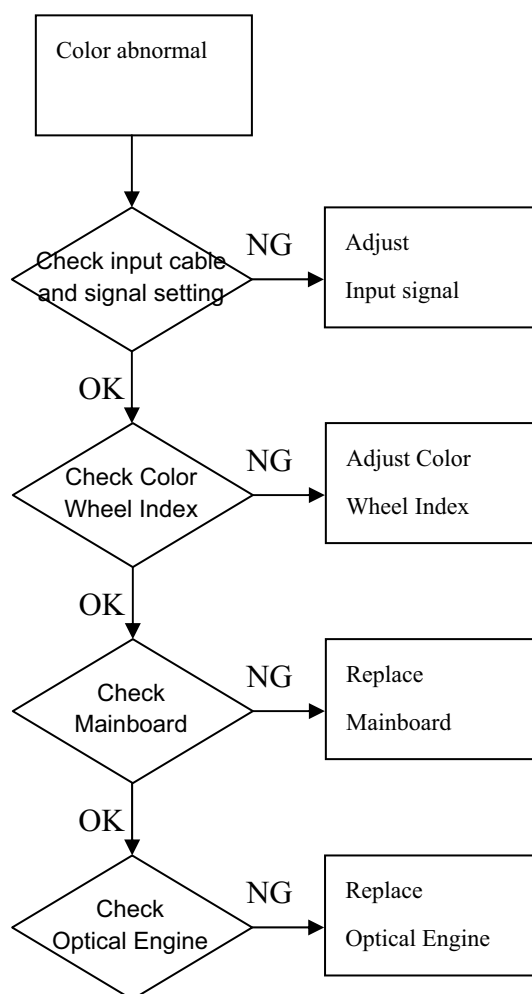 Color abnormal
Check input cable
and signal setting
NG
Adjust
Input signal
OK
Check Color
Wheel Index
NG
Adjust Color
Wheel Index
OK
Check
Mainboard
NG
Replace
Mainboard
OK
Check
Optical Engine
NG
Replace
Optical Engine